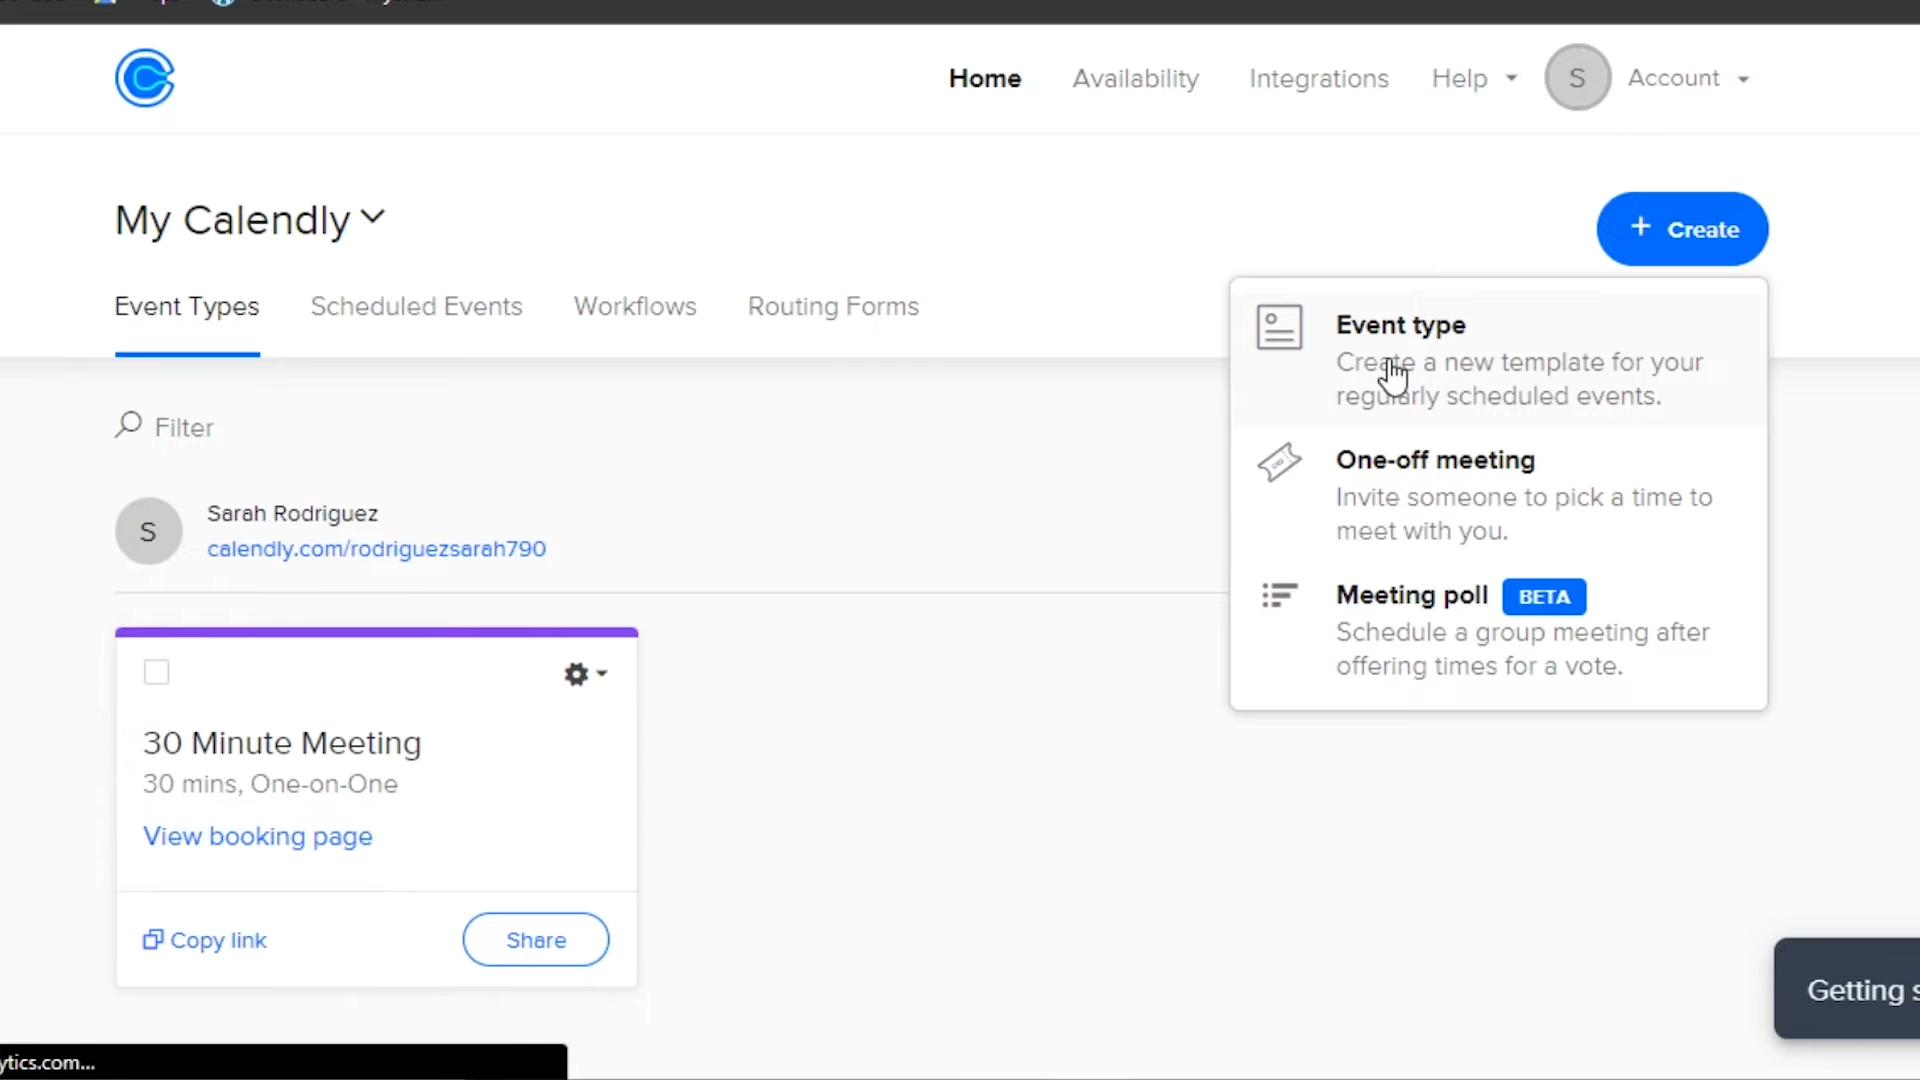 Home Availability Integrations Help S Account
My Calendly
+ Create
Event Types Scheduled Events Workflows Routing Forms
Event type
Create a new template for your
regularly scheduled events.
Filter
One-off meeting
Invite someone to pick a time to
meet with you.
S
Sarah Rodriguez
calendly.com/rodriguezsarah790
Meeting poll BETA
Schedule a group meeting after
offering times for a vote.
30 Minute Meeting
30 mins, One-on-One
View booking page
Copy link
Share
Getting s
ytics.com...